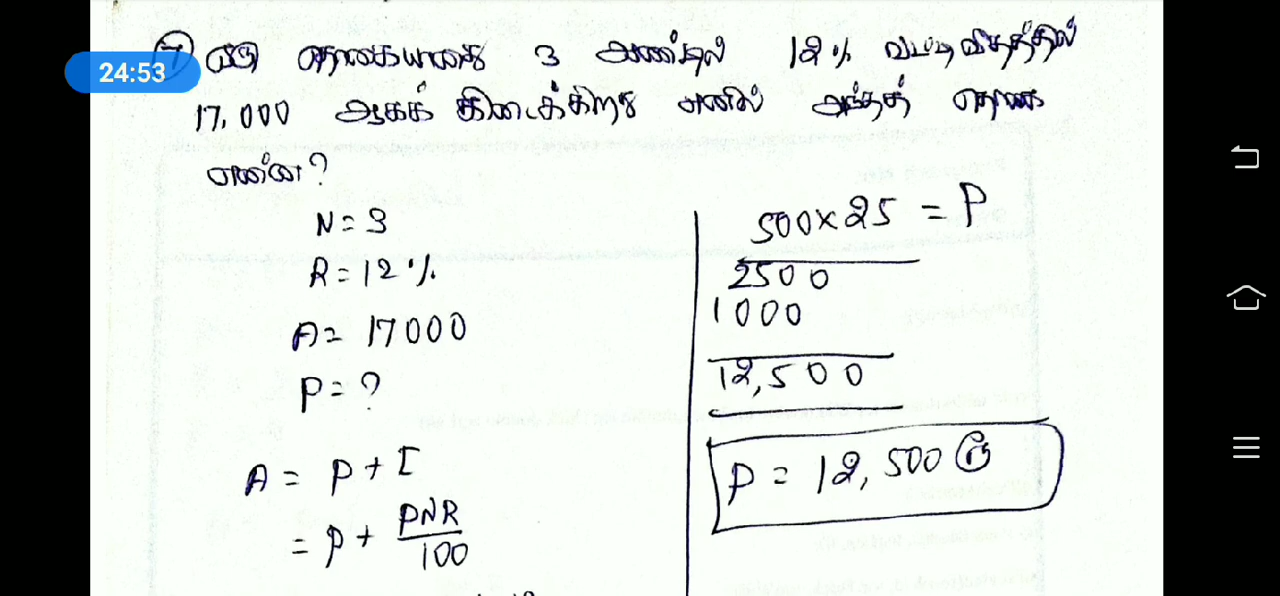 24:53
7 ஒரு தொகையானது 3 ஆண்டில் 12% வட்டிவிதத்தில்
17,000 ஆகக் கிடைக்கிறது எனில் அந்தத் தொகை
என்ன?
N = 3
R = 12%
A = 17000
P = ?
A = P + I
= P + PNR
100
500 x 25 = P
2500
1000
12,500
P = 12,500 ரூ